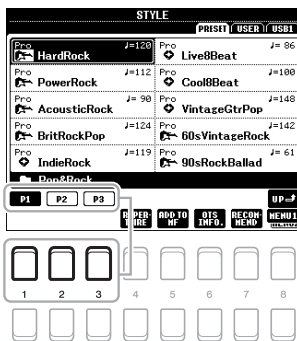 STYLE
PRESET USER USB1
Pro ♩=120 Pro ♩= 86
HardRock Live8Beat
Pro ♩=112 Pro ♩=100
PowerRock Cool8Beat
Pro ♩= 90 Pro ♩=148
AcousticRock VintageGtrPop
Pro ♩=124 Pro ♩=142
BritRockPop 60sVintageRock
Pro ♩=119 Pro ♩= 61
IndieRock 90sRockBallad
Pop&Rock
P1 P2 P3 UP
ADD TO OTS RECOM- MENU1
MF INFO. MEND
1 2 3 4 5 6 7 8